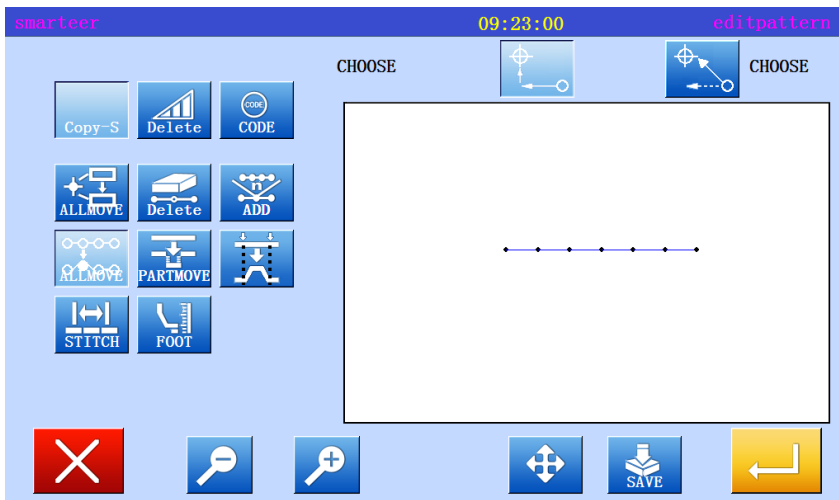 smarteer 09:23:00 editpattern
CHOOSE CHOOSE
Copy-S Delete CODE CODE
ALLMOVE Delete n ADD
ALLMOVE PARTMOVE
STITCH FOOT
SAVE